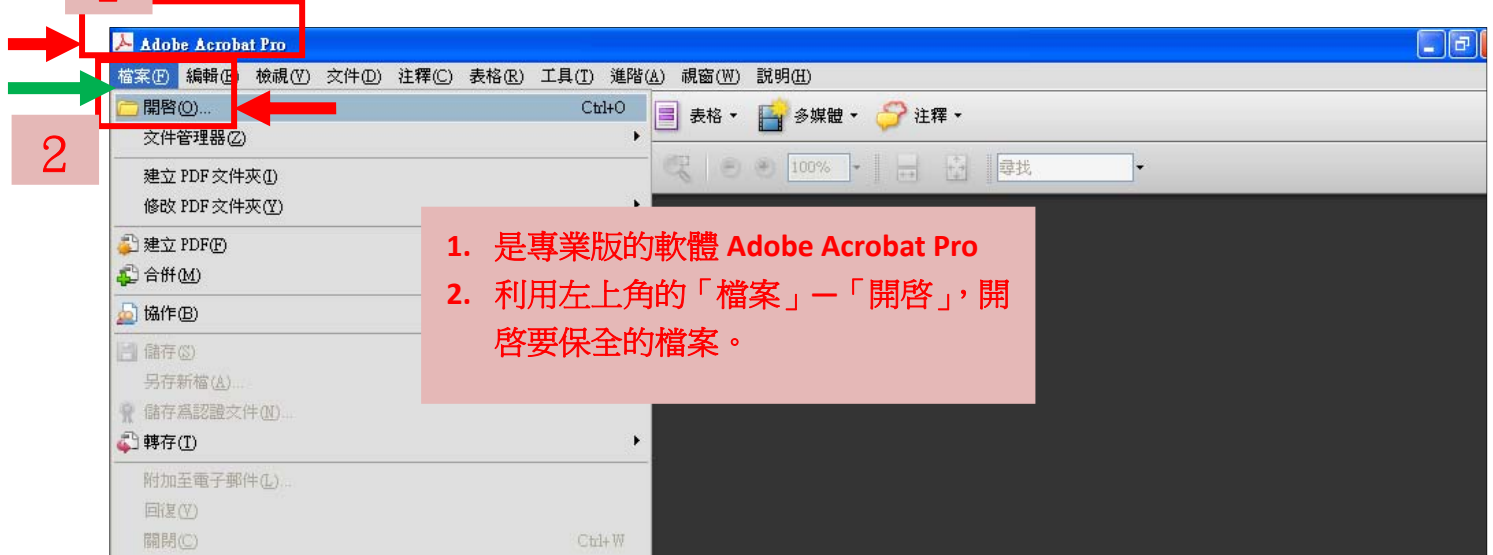 Adobe Acrobat Pro
檔案(F) 編輯(E) 檢視(V) 文件(D) 注釋(C) 表格(R) 工具(T) 進階(A) 視窗(W) 說明(H)
開啓(O)... Ctrl+O
表格 多媒體 注釋
文件管理器(Z)
2
100% 尋找
建立 PDF 文件夾(I)
修改 PDF 文件夾(Y)
建立 PDF(F)
合併(M)
協作(B)
儲存(S)
另存新檔(A)...
儲存爲認證文件(N)...
轉存(T)
附加至電子郵件(L)...
回復(V)
關閉(C) Ctrl+W
1. 是專業版的軟體 Adobe Acrobat Pro
2. 利用左上角的「檔案」—「開啓」，開
啓要保全的檔案。